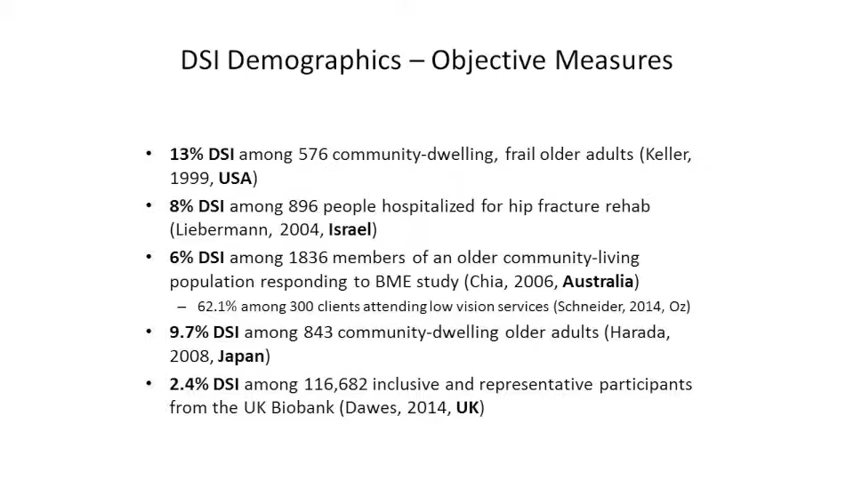 DSI Demographics – Objective Measures
• 13% DSI among 576 community-dwelling, frail older adults (Keller,
1999, USA)
• 8% DSI among 896 people hospitalized for hip fracture rehab
(Liebermann, 2004, Israel)
• 6% DSI among 1836 members of an older community-living
population responding to BME study (Chia, 2006, Australia)
– 62.1% among 300 clients attending low vision services (Schneider, 2014, Oz)
• 9.7% DSI among 843 community-dwelling older adults (Harada,
2008, Japan)
• 2.4% DSI among 116,682 inclusive and representative participants
from the UK Biobank (Dawes, 2014, UK)